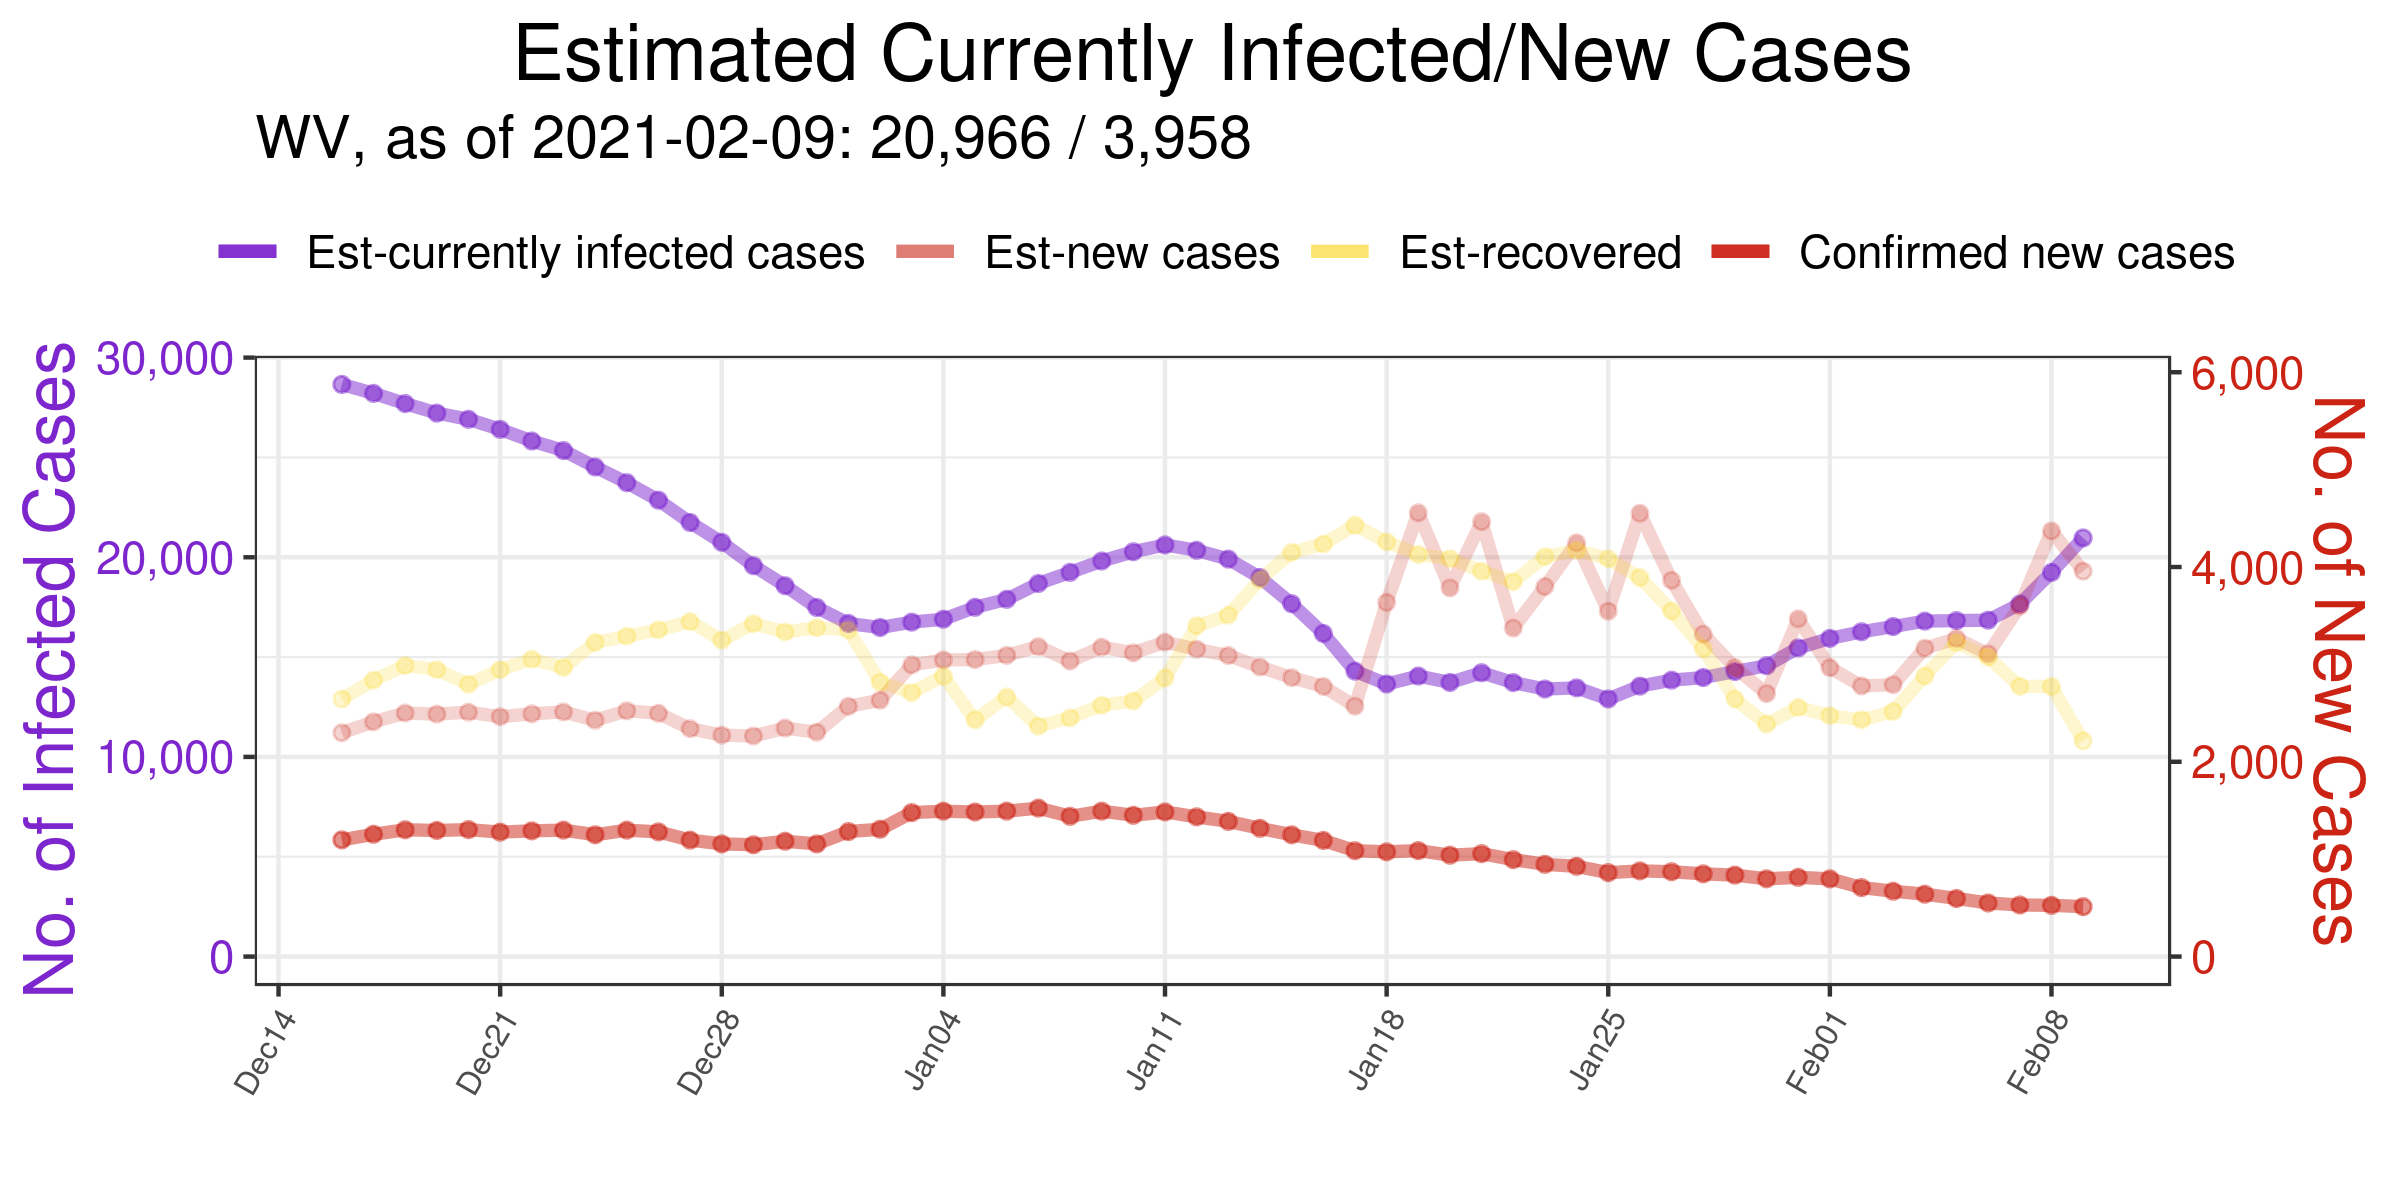 Estimated Currently Infected/New Cases
WV, as of 2021-02-09: 20,966 / 3,958
Est-currently infected cases Est-new cases Est-recovered Confirmed new cases
No. of Infected Cases
30,000
20,000
10,000
0
6,000
4,000
2,000
0
No. of New Cases
Dec14 Dec21 Dec28 Jan04 Jan11 Jan18 Jan25 Feb01 Feb08